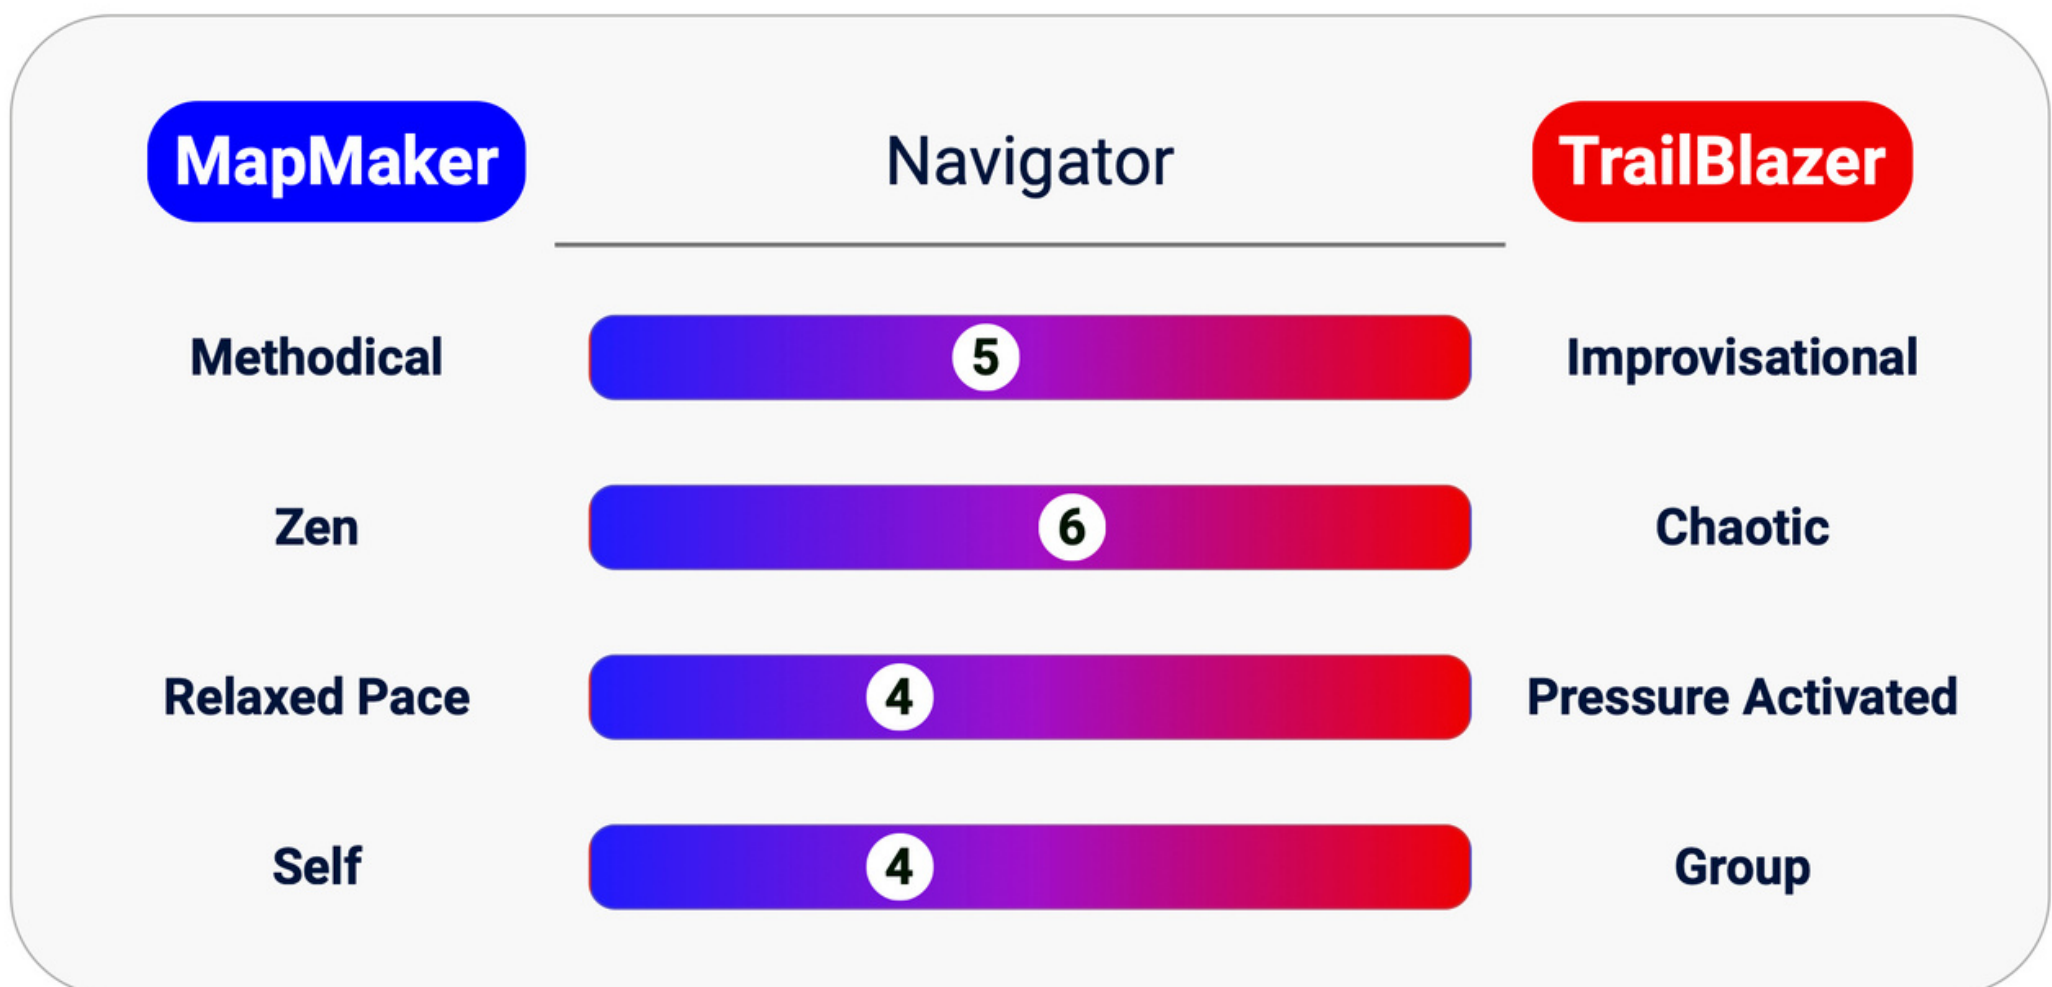 MapMaker
Navigator
TrailBlazer
Methodical
5
Improvisational
Zen
6
Chaotic
Relaxed Pace
4
Pressure Activated
Self
4
Group